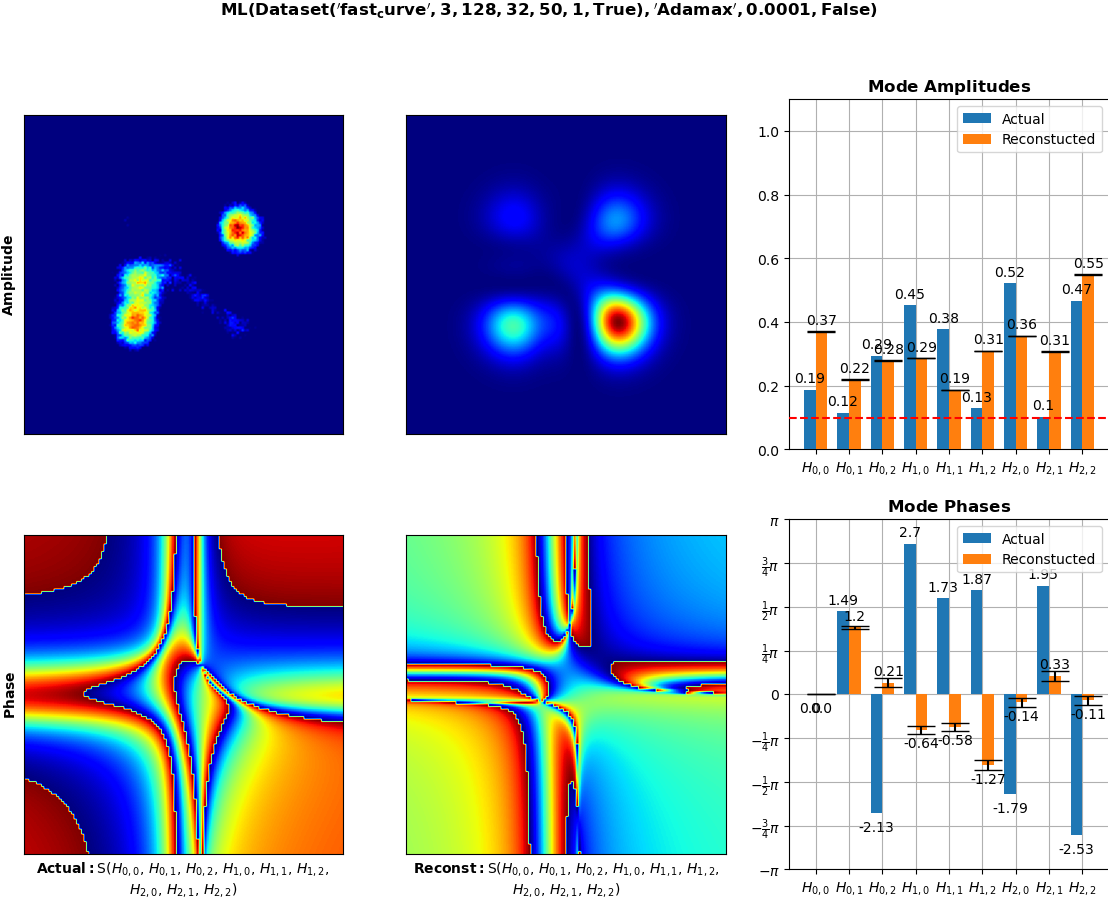 ML(Dataset(′fast_curve′, 3, 128, 32, 50, 1, True), ′Adamax′, 0.0001, False)
Amplitude
Mode Amplitudes
Actual
Reconstucted
1.0
0.8
0.6
0.4
0.2
0.0
0.19
0.37
0.12
0.22
0.29
0.28
0.45
0.29
0.38
0.19
0.13
0.31
0.52
0.36
0.1
0.31
0.47
0.55
H0,0 H0,1 H0,2 H1,0 H1,1 H1,2 H2,0 H2,1 H2,2
Phase
Actual: S(H0,0, H0,1, H0,2, H1,0, H1,1, H1,2,
H2,0, H2,1, H2,2)
Reconst: S(H0,0, H0,1, H0,2, H1,0, H1,1, H1,2,
H2,0, H2,1, H2,2)
Mode Phases
Actual
Reconstucted
π
3/4π
1/2π
1/4π
0
−1/4π
−1/2π
−3/4π
−π
0.0
0.0
1.49
1.2
-2.13
0.21
2.7
-0.64
1.73
-0.58
1.87
-1.27
-1.79
-0.14
1.95
0.33
-2.53
-0.11
H0,0 H0,1 H0,2 H1,0 H1,1 H1,2 H2,0 H2,1 H2,2